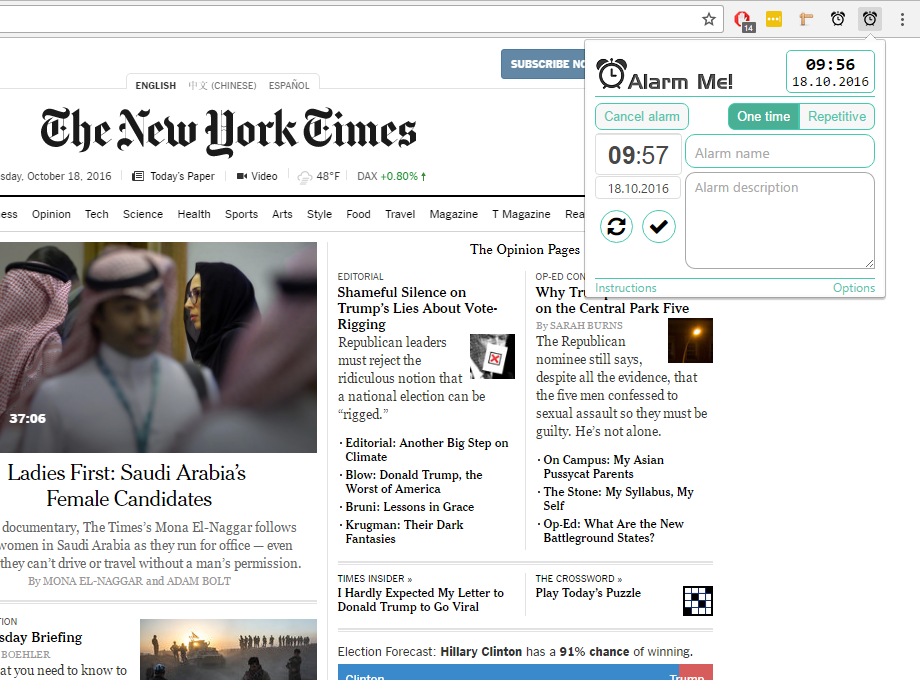 14
SUBSCRIBE NO
ENGLISH 中文 (CHINESE) ESPAÑOL
The New York Times
sday, October 18, 2016 Today's Paper Video 48°F DAX +0.80% ↑
ess Opinion Tech Science Health Sports Arts Style Food Travel Magazine T Magazine Rea
Alarm Me!
09:56
18.10.2016
Cancel alarm One time Repetitive
09:57 Alarm name
18.10.2016 Alarm description
Instructions Options
37:06
Ladies First: Saudi Arabia's
Female Candidates
documentary, The Times's Mona El-Naggar follows
women in Saudi Arabia as they run for office — even
they can't drive or travel without a man's permission.
By MONA EL-NAGGAR and ADAM BOLT
TION
sday Briefing
BOEHLER
at you need to know to
The Opinion Pages
EDITORIAL
Shameful Silence on
Trump's Lies About Vote-
Rigging
Republican leaders
must reject the
ridiculous notion that
a national election can be
“rigged.”
· Editorial: Another Big Step on
Climate
· Blow: Donald Trump, the
Worst of America
· Bruni: Lessons in Grace
· Krugman: Their Dark
Fantasies
OP-ED CON
Why Tru
on the Central Park Five
By SARAH BURNS
The Republican
nominee still says,
despite all the evidence, that
the five men confessed to
sexual assault so they must be
guilty. He's not alone.
· On Campus: My Asian
Pussycat Parents
· The Stone: My Syllabus, My
Self
· Op-Ed: What Are the New
Battleground States?
TIMES INSIDER »
I Hardly Expected My Letter to
Donald Trump to Go Viral
THE CROSSWORD »
Play Today's Puzzle
Election Forecast: Hillary Clinton has a 91% chance of winning.
Clinton Trump